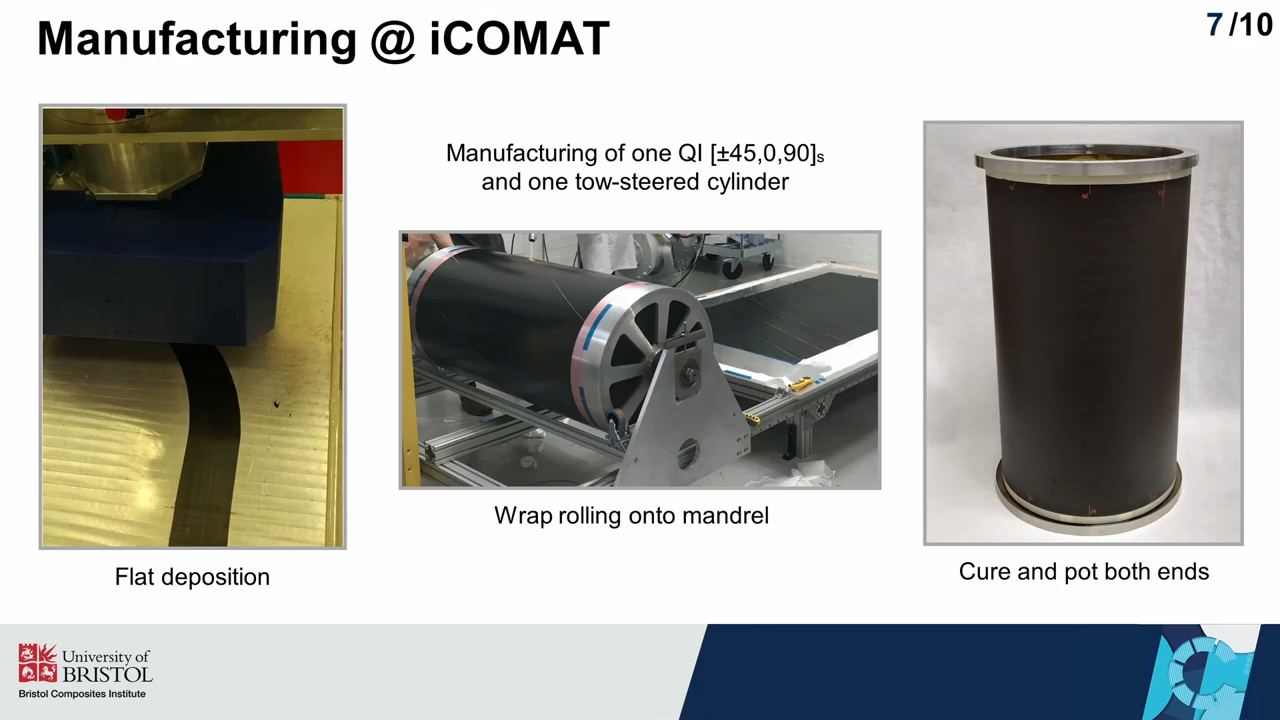 Manufacturing @ iCOMAT
7/10
Manufacturing of one QI [±45,0,90]s
and one tow-steered cylinder
Flat deposition
Wrap rolling onto mandrel
Cure and pot both ends
University of
BRISTOL
Bristol Composites Institute